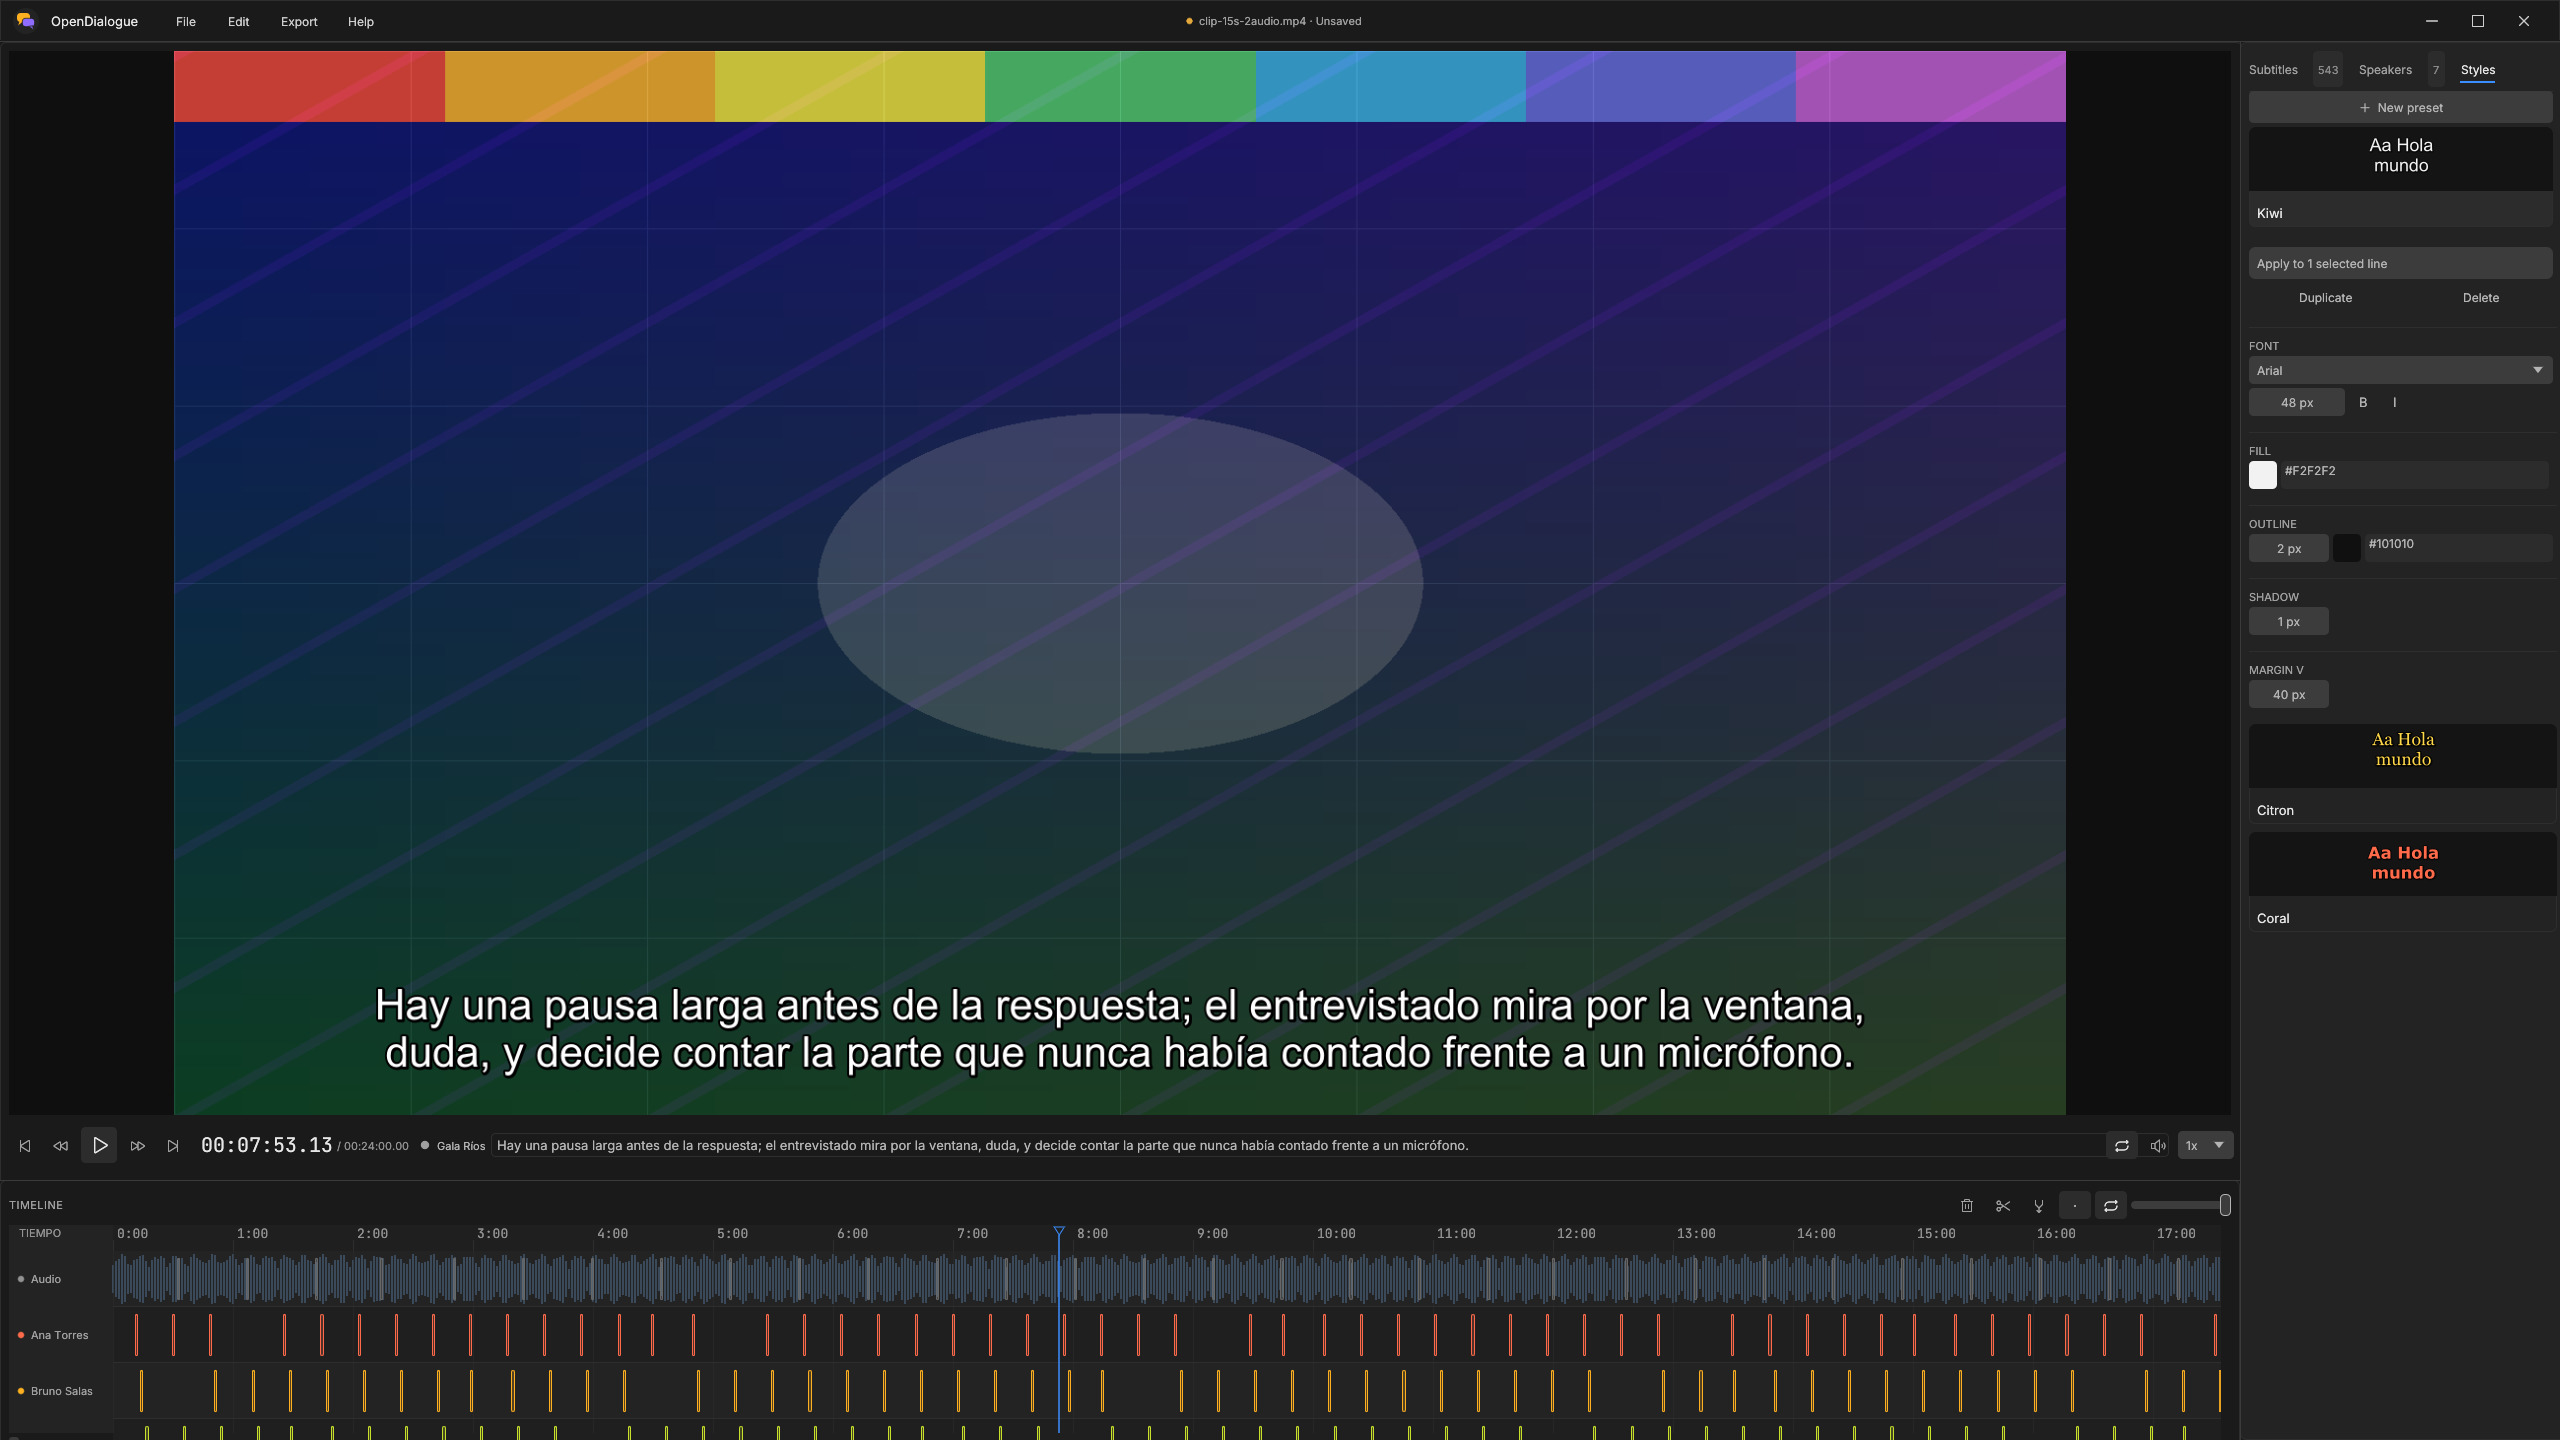 OpenDialogue File Edit Export Help
clip-15s-2audio.mp4 · Unsaved
Subtitles 543 Speakers 7 Styles
+ New preset
Aa Hola
mundo
Kiwi
Apply to 1 selected line
Duplicate Delete
FONT
Arial
48 px B I
FILL
#F2F2F2
OUTLINE
2 px #101010
SHADOW
1 px
MARGIN V
40 px
Aa Hola
mundo
Citron
Aa Hola
mundo
Coral
Hay una pausa larga antes de la respuesta; el entrevistado mira por la ventana,
duda, y decide contar la parte que nunca había contado frente a un micrófono.
00:07:53.13 / 00:24:00.00 Gala Ríos Hay una pausa larga antes de la respuesta; el entrevistado mira por la ventana, duda, y decide contar la parte que nunca había contado frente a un micrófono. 1x
TIMELINE
TIEMPO 0:00 1:00 2:00 3:00 4:00 5:00 6:00 7:00 8:00 9:00 10:00 11:00 12:00 13:00 14:00 15:00 16:00 17:00
Audio
Ana Torres
Bruno Salas